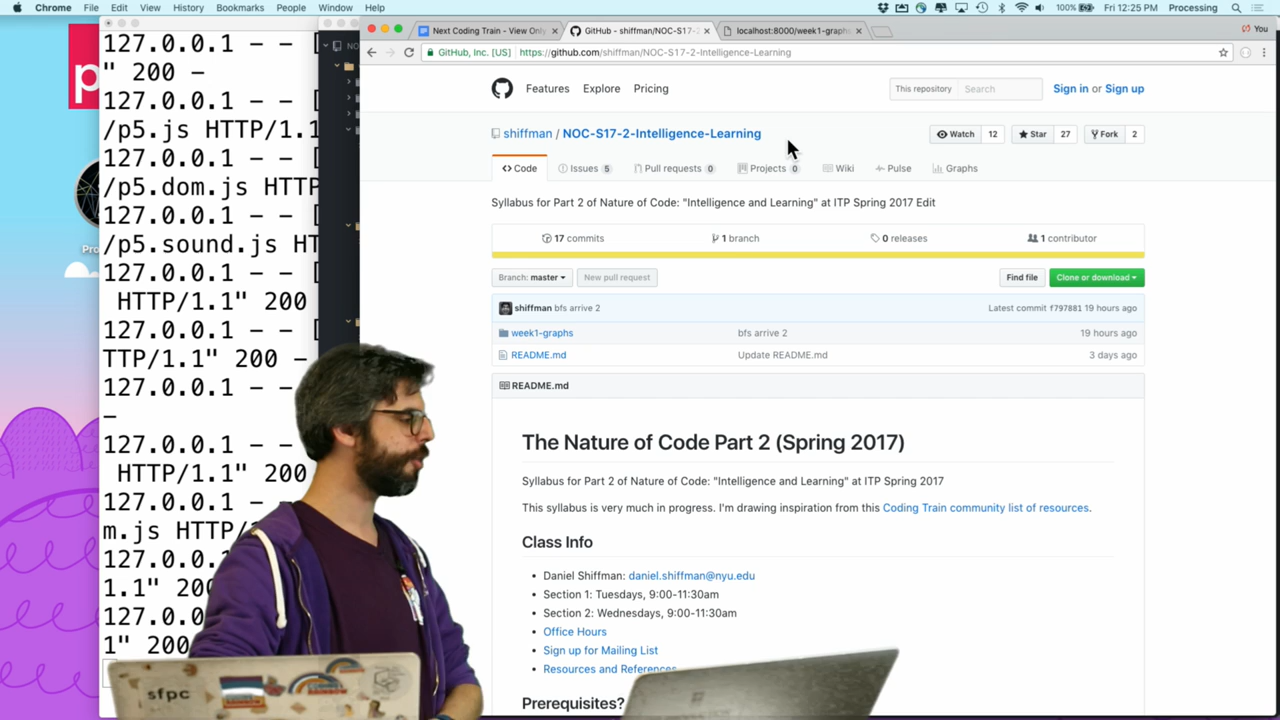 Chrome File Edit View History Bookmarks People Window Help
100% Fri 12:25 PM Processing
127.0.0.1 - - [
" 200 -
127.0.0.1 - - [
/p5.js HTTP/1.1
127.0.0.1 - - [
/p5.dom.js HTTP
127.0.0.1 - - [
/p5.sound.js HT
127.0.0.1 - - [
HTTP/1.1" 200
127.0.0.1 - - [
TTP/1.1" 200 -
127.0.0.1 - -
-
127.0.0.1 - -
HTTP/1.1" 200
127.0.0.1 - -
m.js HTTP/
127.0.0.
1.1" 200
127.0.0
1" 200
p
Pro
NO
Next Coding Train - View Only
GitHub - shiffman/NOC-S17-2-
localhost:8000/week1-graphs
You
GitHub, Inc. [US] https://github.com/shiffman/NOC-S17-2-Intelligence-Learning
Features Explore Pricing
This repository Search
Sign in or Sign up
shiffman / NOC-S17-2-Intelligence-Learning
Watch 12 Star 27 Fork 2
Code Issues 5 Pull requests 0 Projects 0 Wiki Pulse Graphs
Syllabus for Part 2 of Nature of Code: "Intelligence and Learning" at ITP Spring 2017 Edit
17 commits 1 branch 0 releases 1 contributor
Branch: master New pull request Find file Clone or download
shiffman bfs arrive 2 Latest commit f797881 19 hours ago
week1-graphs bfs arrive 2 19 hours ago
README.md Update README.md 3 days ago
README.md
The Nature of Code Part 2 (Spring 2017)
Syllabus for Part 2 of Nature of Code: "Intelligence and Learning" at ITP Spring 2017
This syllabus is very much in progress. I'm drawing inspiration from this Coding Train community list of resources.
Class Info
Daniel Shiffman: daniel.shiffman@nyu.edu
Section 1: Tuesdays, 9:00-11:30am
Section 2: Wednesdays, 9:00-11:30am
Office Hours
Sign up for Mailing List
Resources and References
Prerequisites?
sfpc